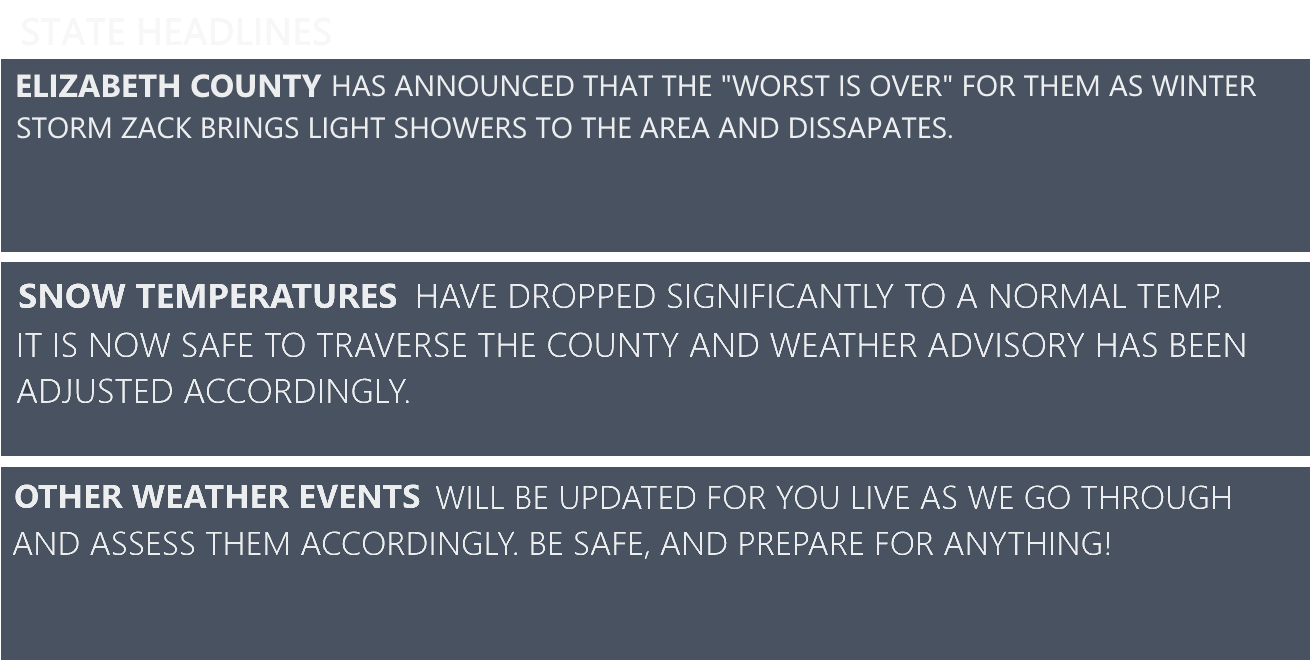 STATE HEADLINES
ELIZABETH COUNTY HAS ANNOUNCED THAT THE "WORST IS OVER" FOR THEM AS WINTER
STORM ZACK BRINGS LIGHT SHOWERS TO THE AREA AND DISSAPATES.
SNOW TEMPERATURES HAVE DROPPED SIGNIFICANTLY TO A NORMAL TEMP.
IT IS NOW SAFE TO TRAVERSE THE COUNTY AND WEATHER ADVISORY HAS BEEN
ADJUSTED ACCORDINGLY.
OTHER WEATHER EVENTS WILL BE UPDATED FOR YOU LIVE AS WE GO THROUGH
AND ASSESS THEM ACCORDINGLY. BE SAFE, AND PREPARE FOR ANYTHING!